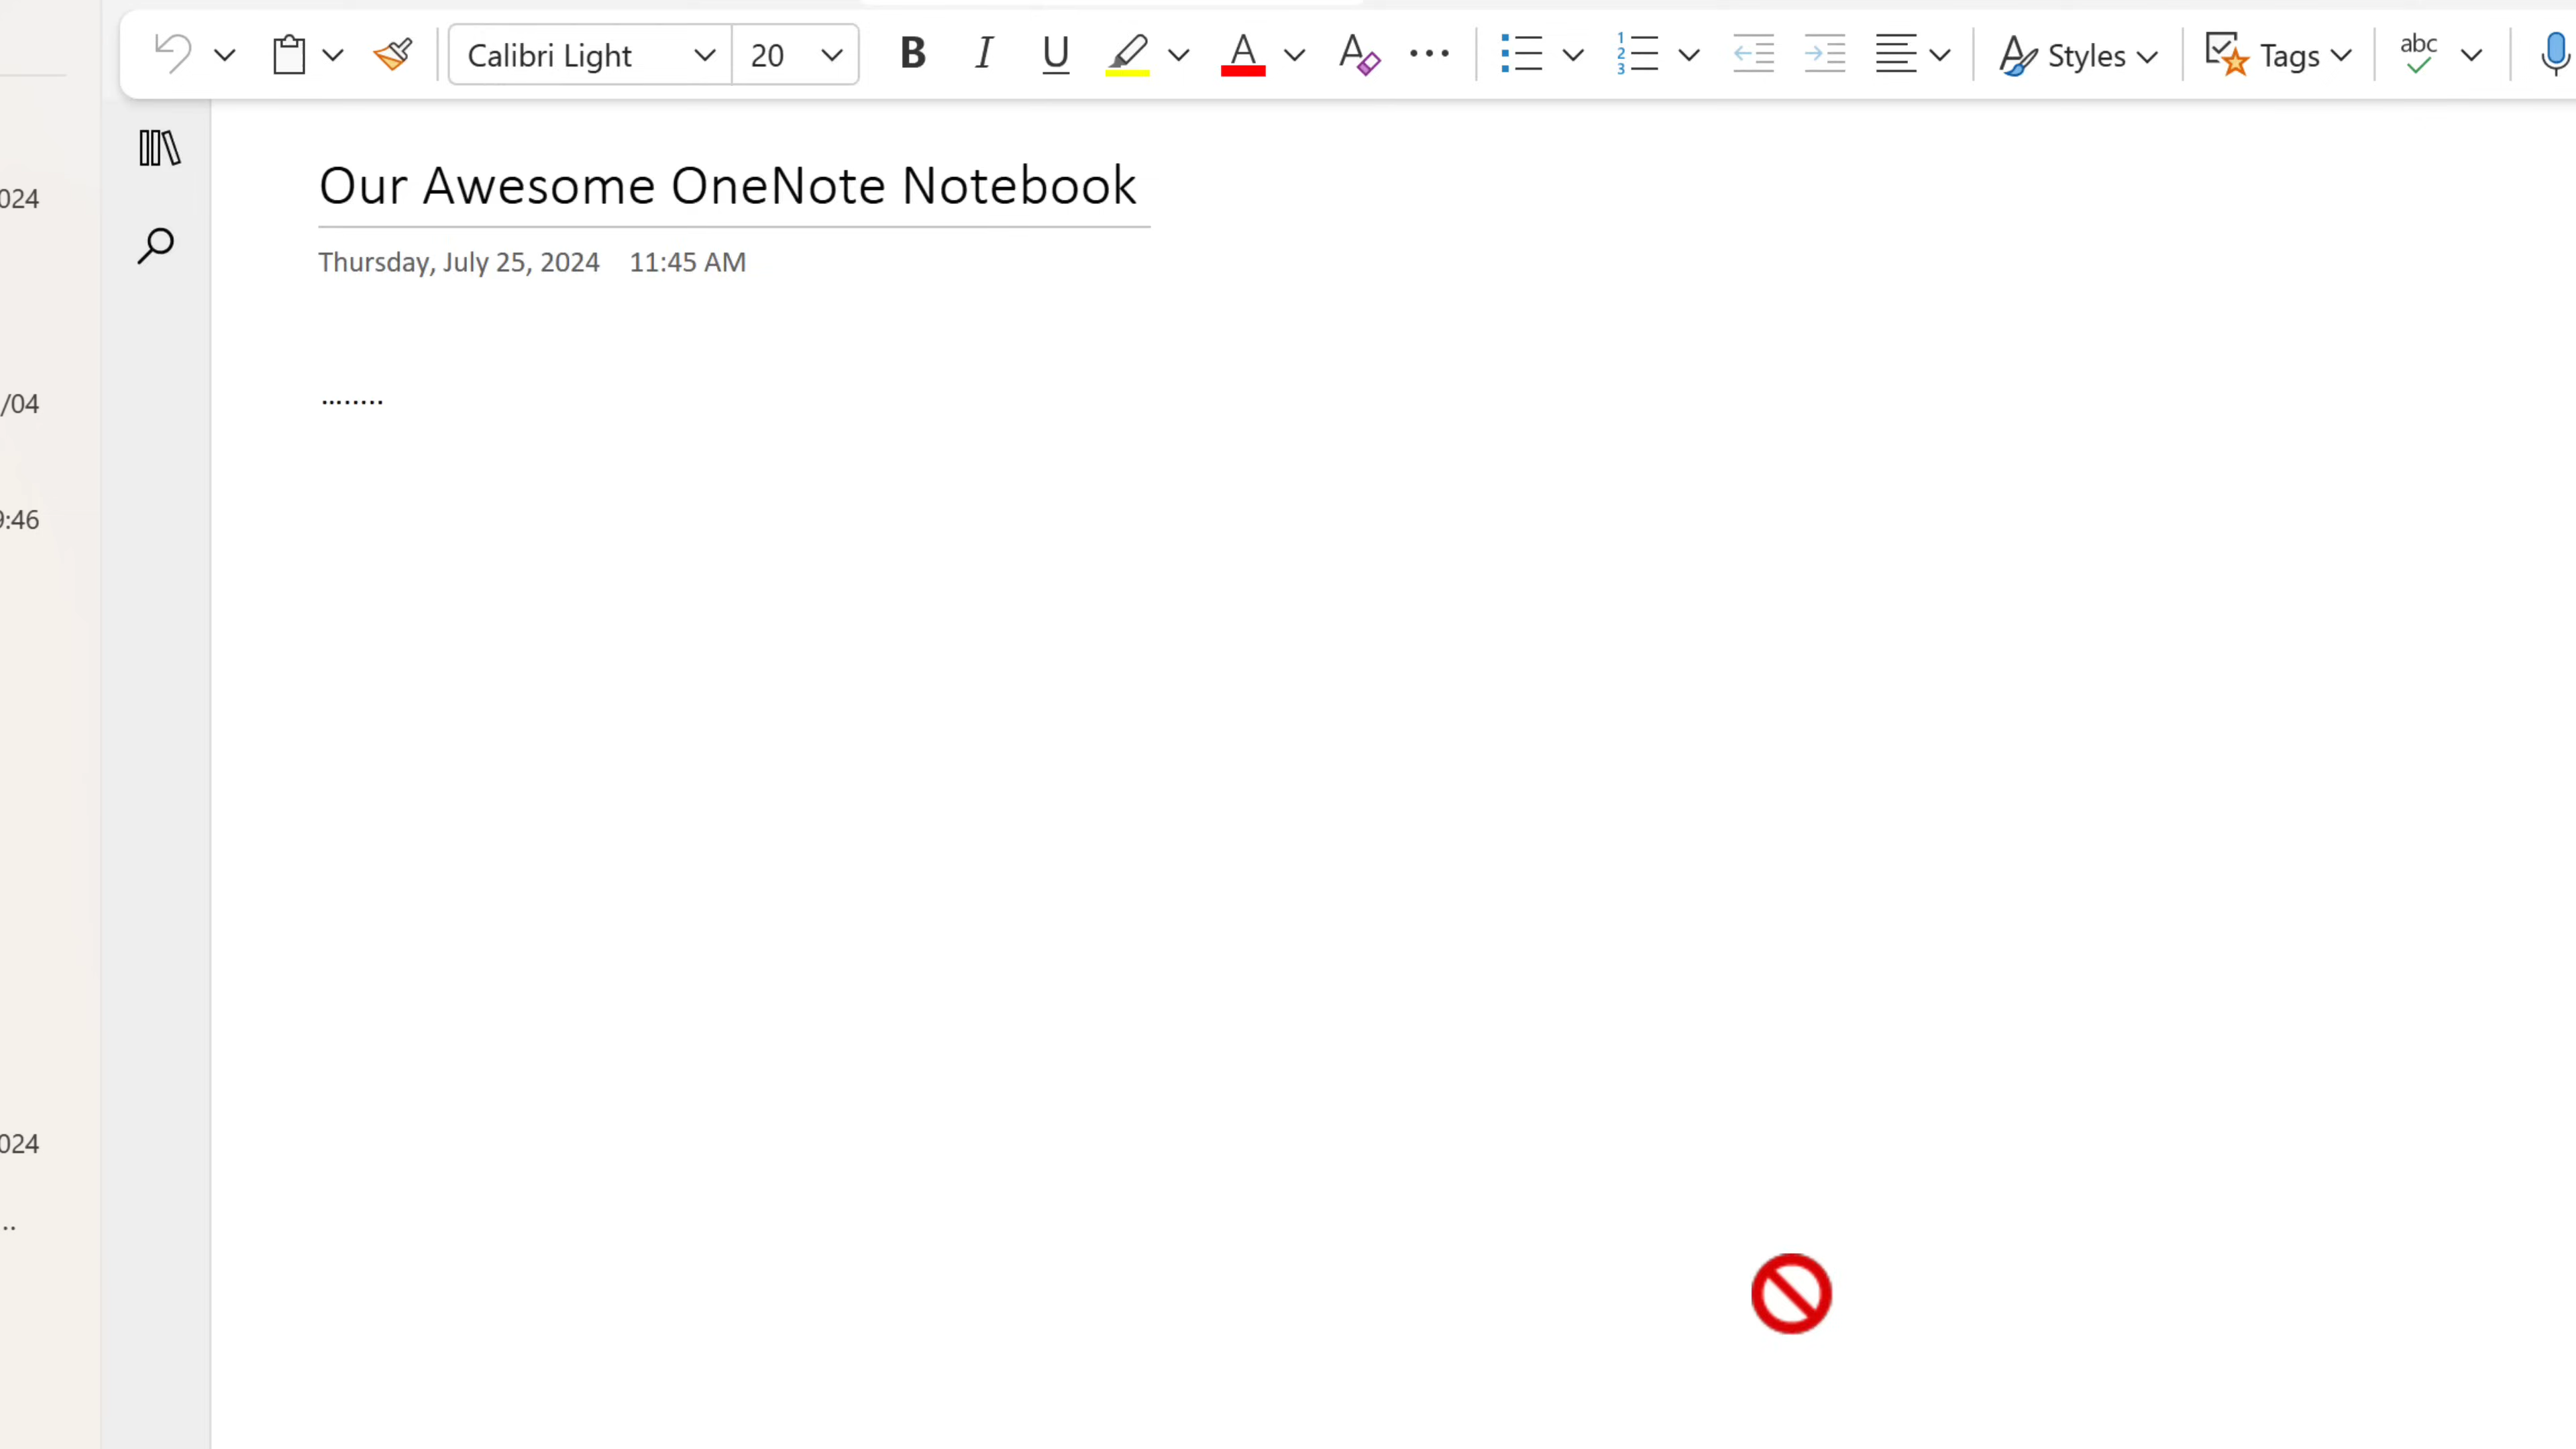 Calibri Light 20 B I U A A Styles Tags abc
Our Awesome OneNote Notebook
Thursday, July 25, 2024 11:45 AM
........
024
/04
9:46
024
..